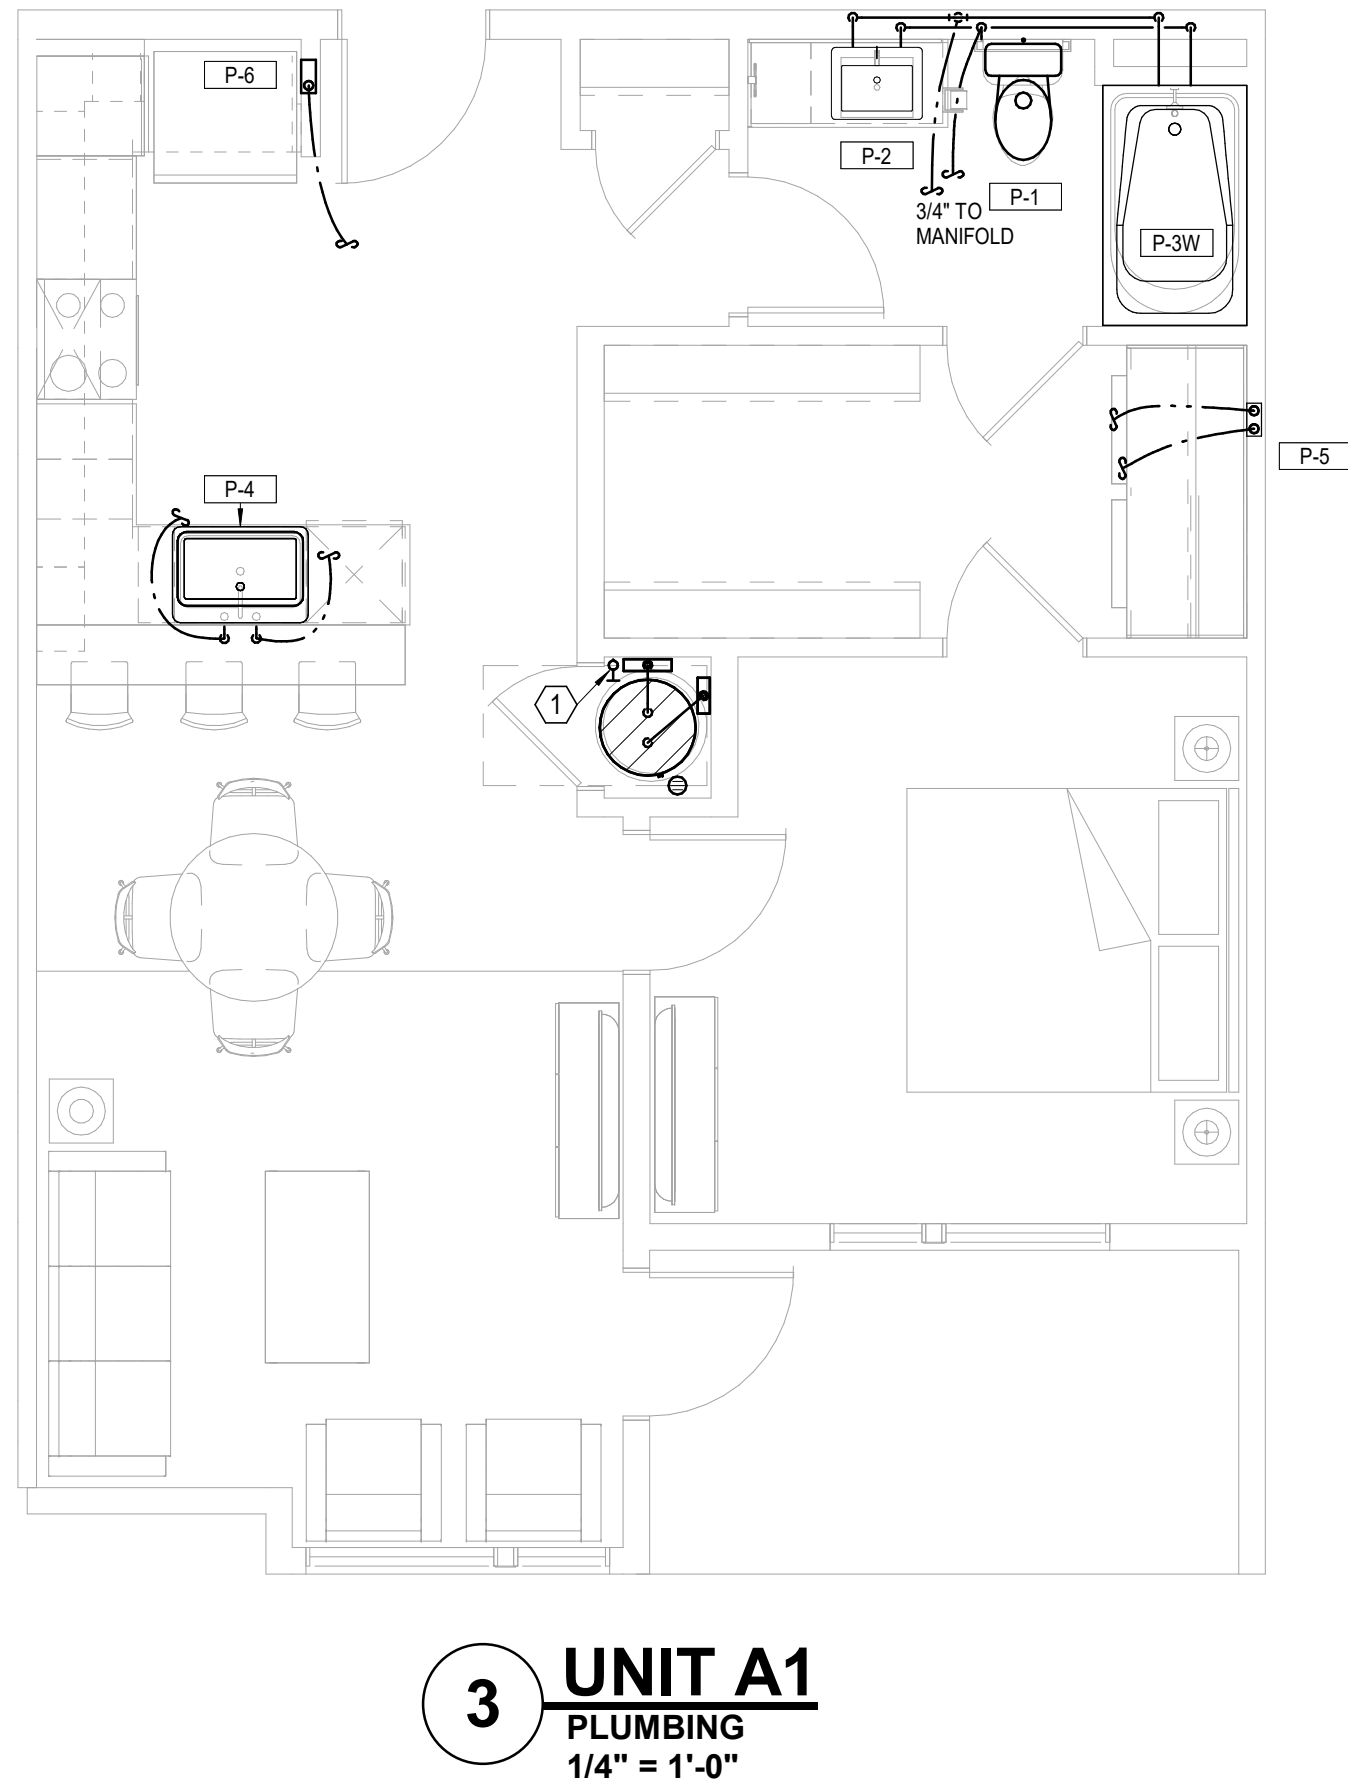 P-6
P-2
P-1
3/4" TO
MANIFOLD
P-3W
P-5
P-4
1
3
UNIT A1
PLUMBING
1/4" = 1'-0"